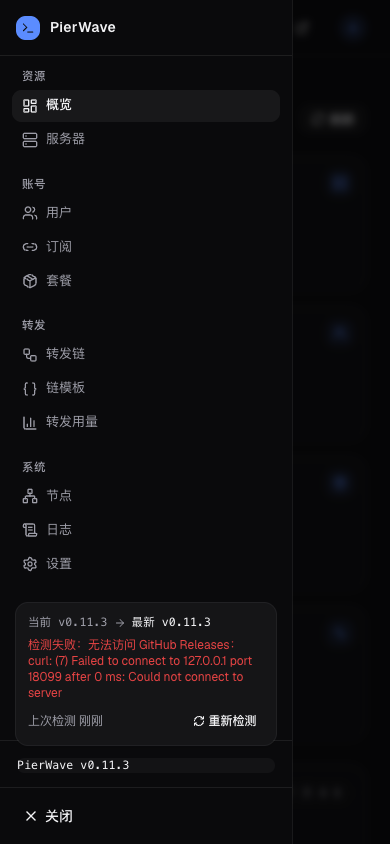 PierWave
资源
概览
服务器
账号
用户
订阅
套餐
转发
转发链
链模板
转发用量
系统
节点
日志
设置
当前 v0.11.3 → 最新 v0.11.3
检测失败：无法访问 GitHub Releases：
curl: (7) Failed to connect to 127.0.0.1 port
18099 after 0 ms: Could not connect to
server
上次检测 刚刚 重新检测
PierWave v0.11.3
关闭